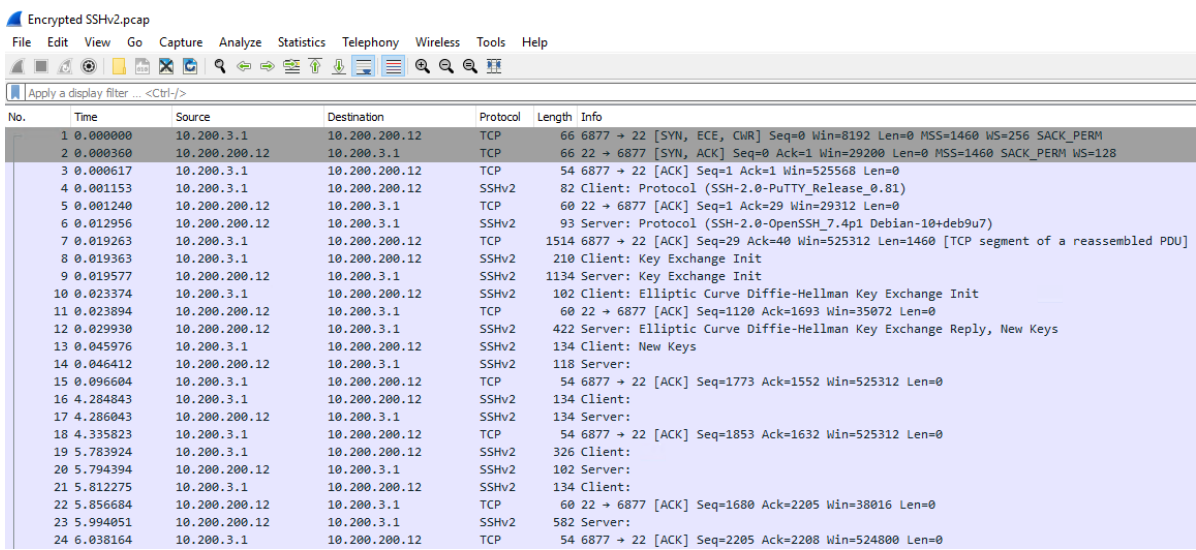 Encrypted SSHv2.pcap
File Edit View Go Capture Analyze Statistics Telephony Wireless Tools Help
Apply a display filter ... <Ctrl-/>
No. Time Source Destination Protocol Length Info
1 0.000000 10.200.3.1 10.200.200.12 TCP 66 6877 → 22 [SYN, ECE, CWR] Seq=0 Win=8192 Len=0 MSS=1460 WS=256 SACK_PERM
2 0.000360 10.200.200.12 10.200.3.1 TCP 66 22 → 6877 [SYN, ACK] Seq=0 Ack=1 Win=29200 Len=0 MSS=1460 SACK_PERM WS=128
3 0.000617 10.200.3.1 10.200.200.12 TCP 54 6877 → 22 [ACK] Seq=1 Ack=1 Win=525568 Len=0
4 0.001153 10.200.3.1 10.200.200.12 SSHv2 82 Client: Protocol (SSH-2.0-PuTTY_Release_0.81)
5 0.001240 10.200.200.12 10.200.3.1 TCP 60 22 → 6877 [ACK] Seq=1 Ack=29 Win=29312 Len=0
6 0.012956 10.200.200.12 10.200.3.1 SSHv2 93 Server: Protocol (SSH-2.0-OpenSSH_7.4p1 Debian-10+deb9u7)
7 0.019263 10.200.3.1 10.200.200.12 TCP 1514 6877 → 22 [ACK] Seq=29 Ack=40 Win=525312 Len=1460 [TCP segment of a reassembled PDU]
8 0.019363 10.200.3.1 10.200.200.12 SSHv2 210 Client: Key Exchange Init
9 0.019577 10.200.200.12 10.200.3.1 SSHv2 1134 Server: Key Exchange Init
10 0.023374 10.200.3.1 10.200.200.12 SSHv2 102 Client: Elliptic Curve Diffie-Hellman Key Exchange Init
11 0.023894 10.200.200.12 10.200.3.1 TCP 60 22 → 6877 [ACK] Seq=1120 Ack=1693 Win=35072 Len=0
12 0.029930 10.200.200.12 10.200.3.1 SSHv2 422 Server: Elliptic Curve Diffie-Hellman Key Exchange Reply, New Keys
13 0.045976 10.200.3.1 10.200.200.12 SSHv2 134 Client: New Keys
14 0.046412 10.200.200.12 10.200.3.1 SSHv2 118 Server:
15 0.096604 10.200.3.1 10.200.200.12 TCP 54 6877 → 22 [ACK] Seq=1773 Ack=1552 Win=525312 Len=0
16 4.284843 10.200.3.1 10.200.200.12 SSHv2 134 Client:
17 4.286043 10.200.200.12 10.200.3.1 SSHv2 134 Server:
18 4.335823 10.200.3.1 10.200.200.12 TCP 54 6877 → 22 [ACK] Seq=1853 Ack=1632 Win=525312 Len=0
19 5.783924 10.200.3.1 10.200.200.12 SSHv2 326 Client:
20 5.794394 10.200.200.12 10.200.3.1 SSHv2 102 Server:
21 5.812275 10.200.3.1 10.200.200.12 SSHv2 134 Client:
22 5.856684 10.200.200.12 10.200.3.1 TCP 60 22 → 6877 [ACK] Seq=1680 Ack=2205 Win=38016 Len=0
23 5.994051 10.200.200.12 10.200.3.1 SSHv2 582 Server:
24 6.038164 10.200.3.1 10.200.200.12 TCP 54 6877 → 22 [ACK] Seq=2205 Ack=2208 Win=524800 Len=0